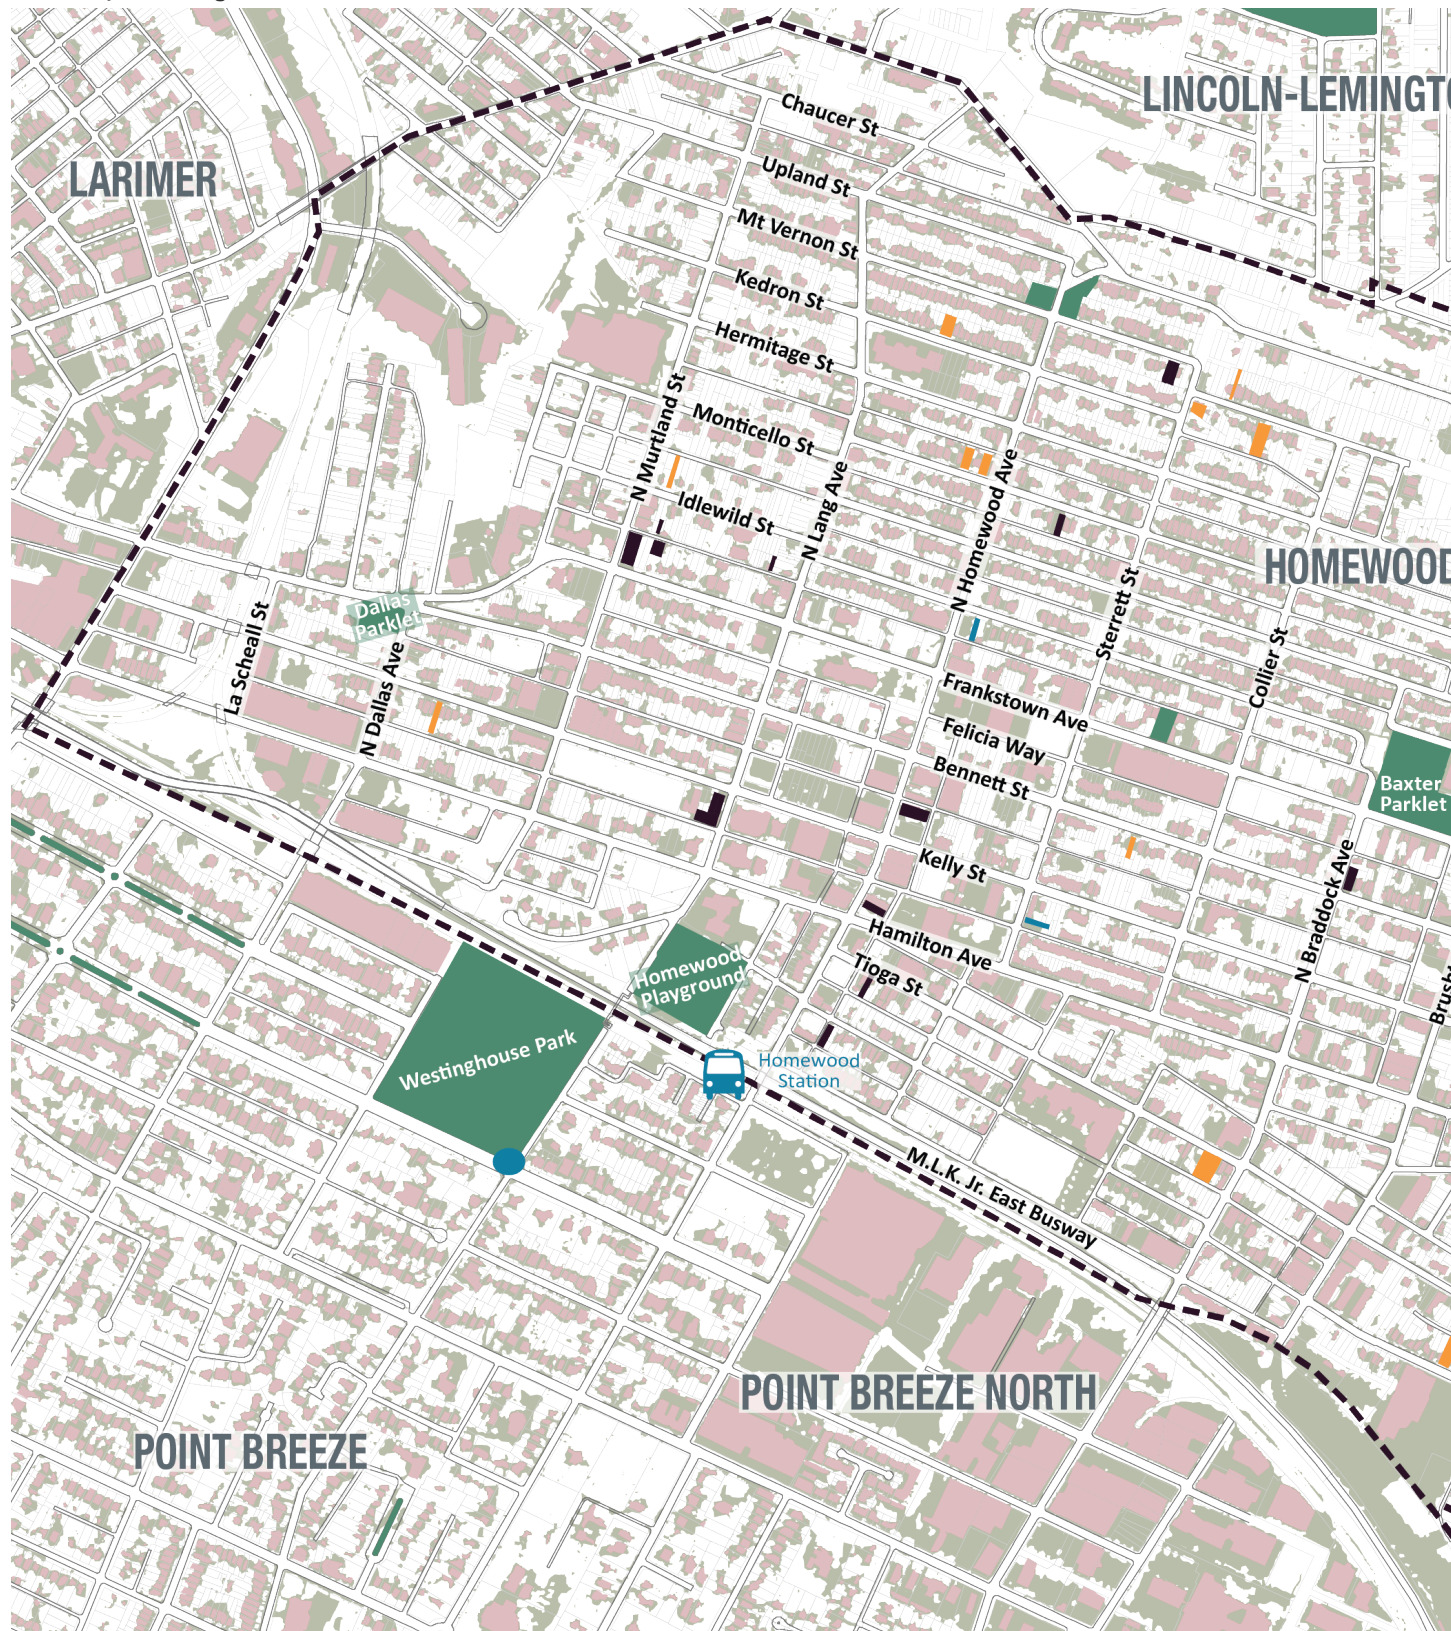 Chaucer St
LINCOLN-LEMINGTO
LARIMER
Upland St
Mt Vernon St
Kedron St
Hermitage St
N Murtland St
Monticello St
Idlewild St
N Lang Ave
N Homewood Ave
HOMEWOOD
Dallas
Parklet
La Scheall St
N Dallas Ave
Sterrett St
Collier St
Frankstown Ave
Felicia Way
Bennett St
Baxter
Parklet
Kelly St
N Braddock Ave
Hamilton Ave
Tioga St
Brush
Homewood
Playground
Westinghouse Park
Homewood
Station
M.L.K. Jr. East Busway
POINT BREEZE NORTH
POINT BREEZE